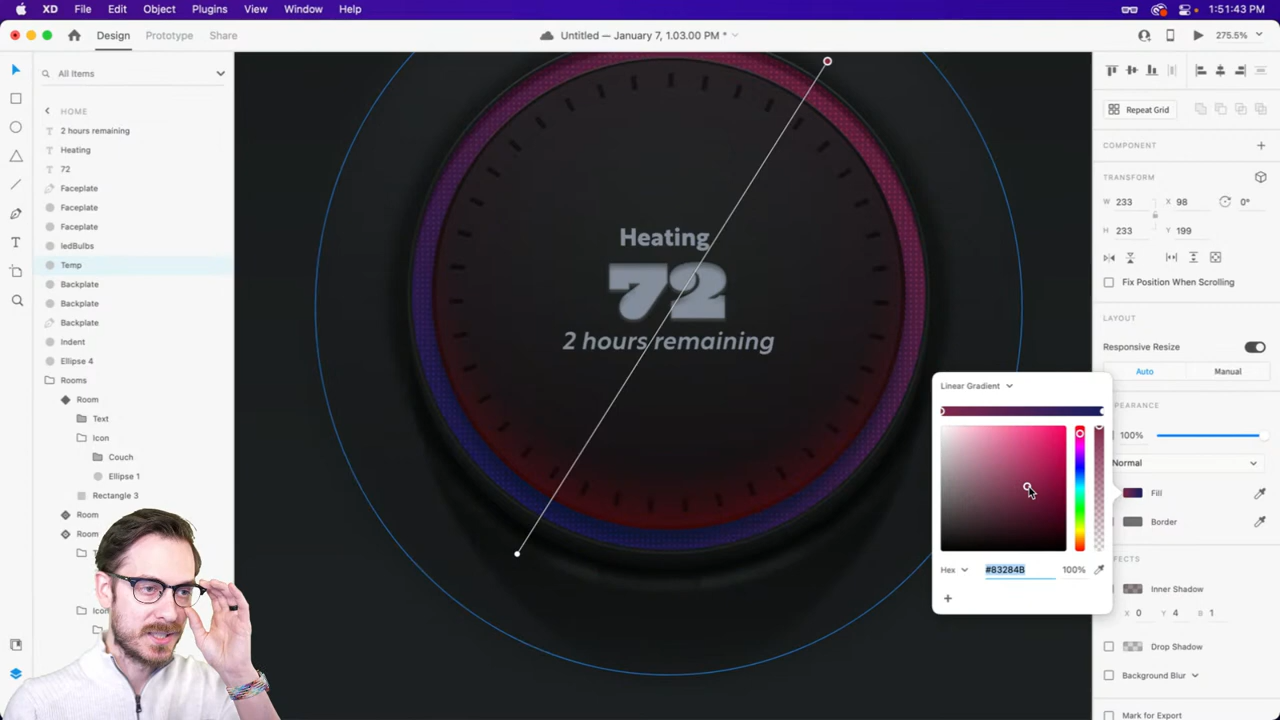 XD File Edit Object Plugins View Window Help 1:51:43 PM
Design Prototype Share Untitled — January 7, 1.03.00 PM * 275.5%
All Items
HOME
2 hours remaining
Heating
72
Faceplate
Faceplate
Faceplate
ledBulbs
Temp
Backplate
Backplate
Backplate
Indent
Ellipse 4
Rooms
Room
Text
Icon
Couch
Ellipse 1
Rectangle 3
Room
Room
Heating
72
2 hours remaining
Linear Gradient
Hex #83284B 100%
Repeat Grid
COMPONENT
TRANSFORM
W 233 X 98 0°
H 233 Y 199
Fix Position When Scrolling
LAYOUT
Responsive Resize
Auto Manual
PEARANCE
100%
Normal
Fill
Border
FFECTS
Inner Shadow
X 0 Y 4 B 1
Drop Shadow
Background Blur
Mark for Export